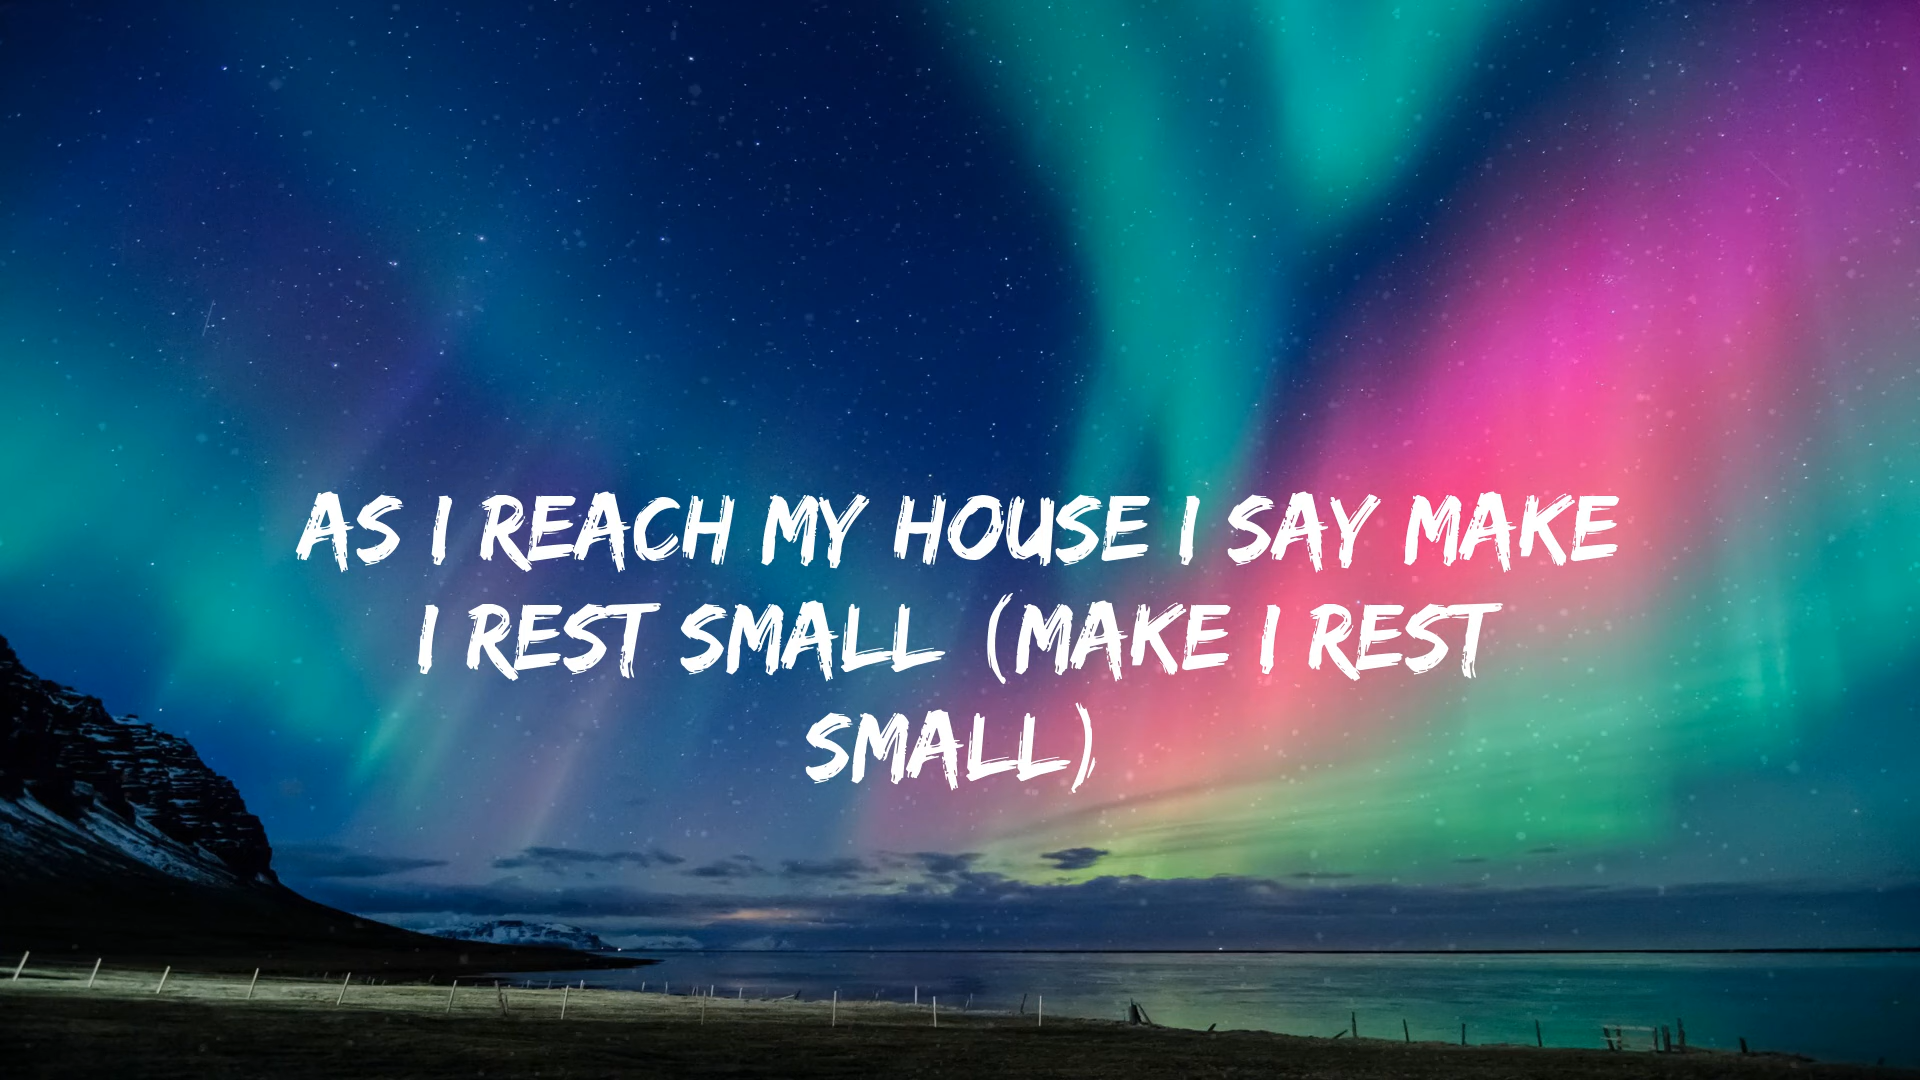 AS I REACH MY HOUSE I SAY MAKE
I REST SMALL (MAKE I REST
SMALL)